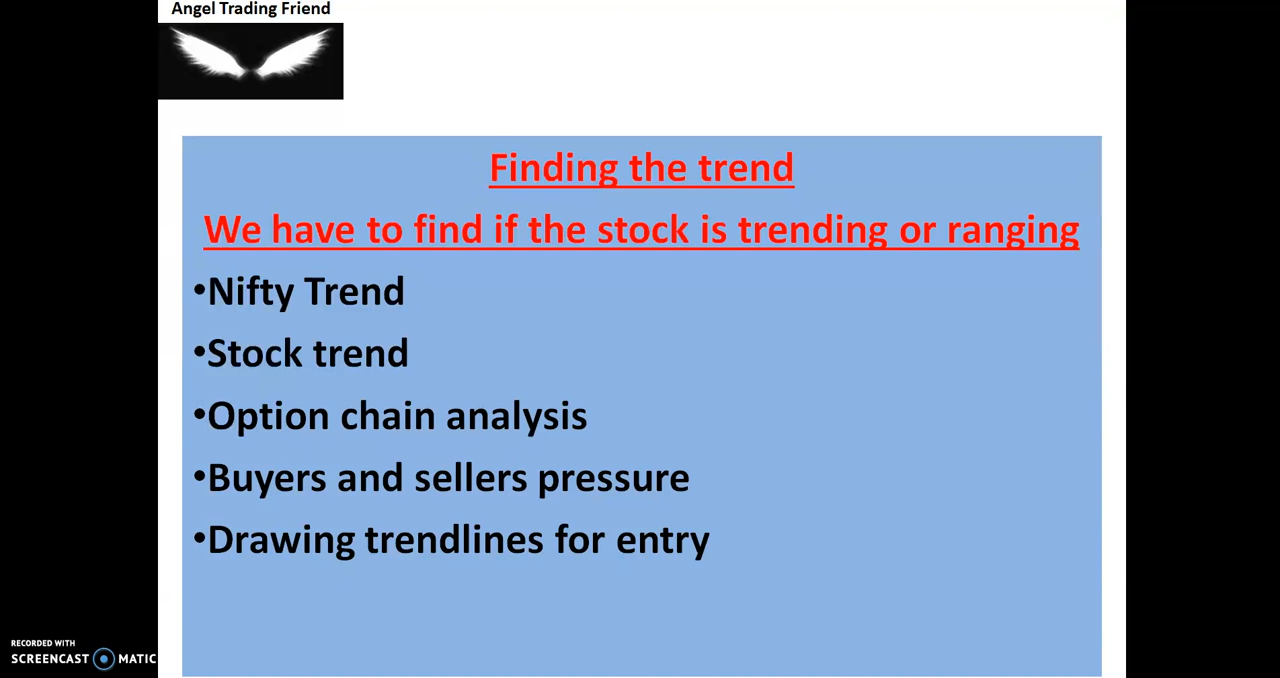 Angel Trading Friend
Finding the trend
We have to find if the stock is trending or ranging
•Nifty Trend
•Stock trend
•Option chain analysis
•Buyers and sellers pressure
•Drawing trendlines for entry
RECORDED WITH
SCREENCAST MATIC